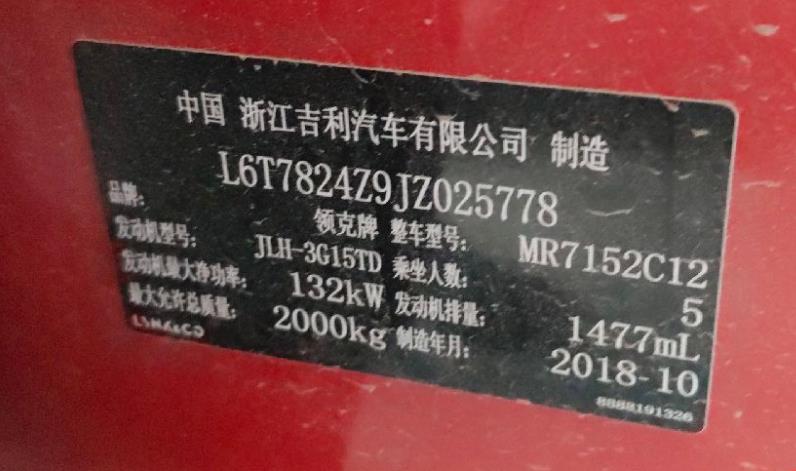 中国 浙江吉利汽车有限公司 制造
L6T7824Z9JZ025778
品牌: 领克牌 整车型号: MR7152C12
发动机型号: JLH-3G15TD 乘坐人数: 5
发动机最大净功率: 132kW 发动机排量: 1477mL
最大允许总质量: 2000kg 制造年月: 2018-10
LYNK&CO 8888191326